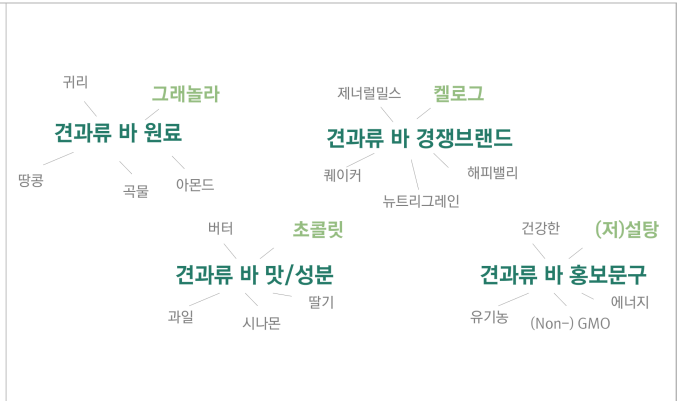 귀리
그래놀라
견과류 바 원료
땅콩
곡물
아몬드
제너럴밀스
켈로그
견과류 바 경쟁브랜드
퀘이커
뉴트리그레인
해피밸리
버터
초콜릿
견과류 바 맛/성분
과일
시나몬
딸기
건강한
(저)설탕
견과류 바 홍보문구
유기농
(Non-) GMO
에너지